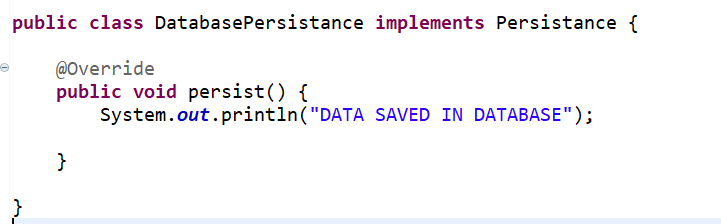 public class DatabasePersistance implements Persistance {
@Override
public void persist() {
System.out.println("DATA SAVED IN DATABASE");
}
}